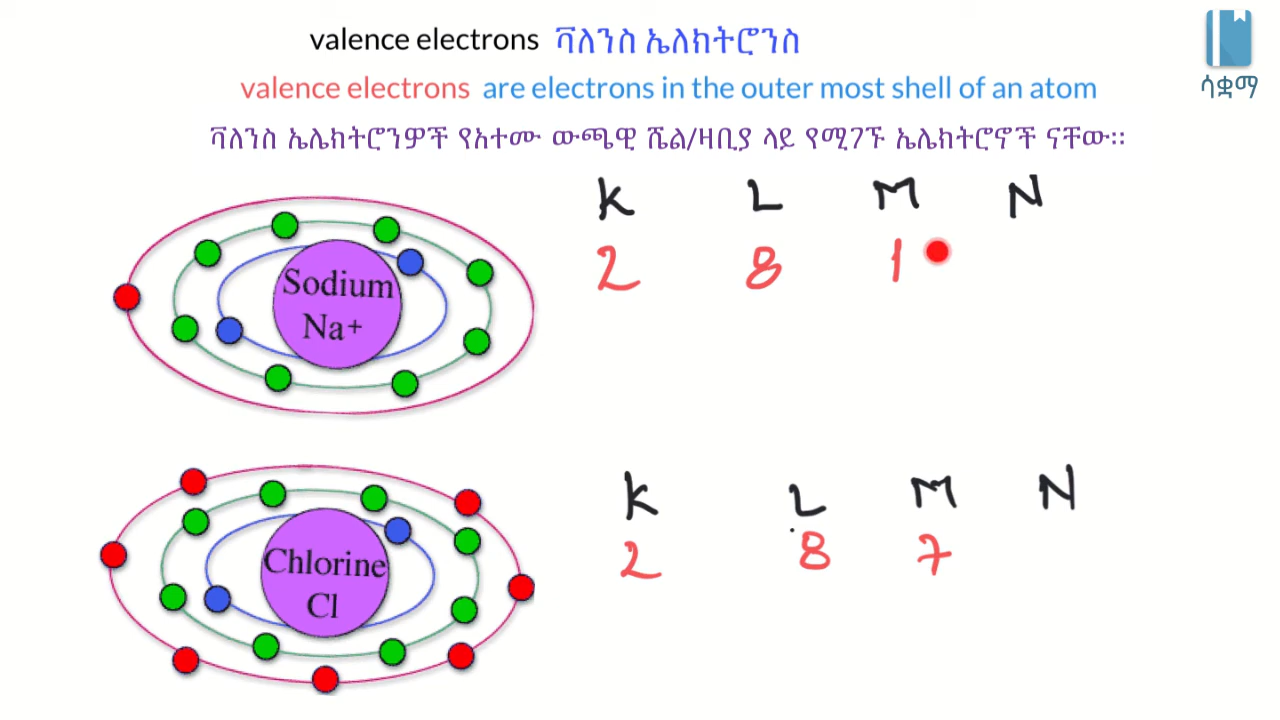 valence electrons ቫለንስ ኤለክትሮንስ
valence electrons are electrons in the outer most shell of an atom
ሳቋማ
ቫለንስ ኤሌክትሮንዎች የአተሙ ውጫዊ ሼል/ዛቢያ ላይ የሚገኙ ኤሌክትሮኖች ናቸው፡፡
K L M N
2 8 1
Sodium
Na+
K L M N
2 8 7
Chlorine
Cl